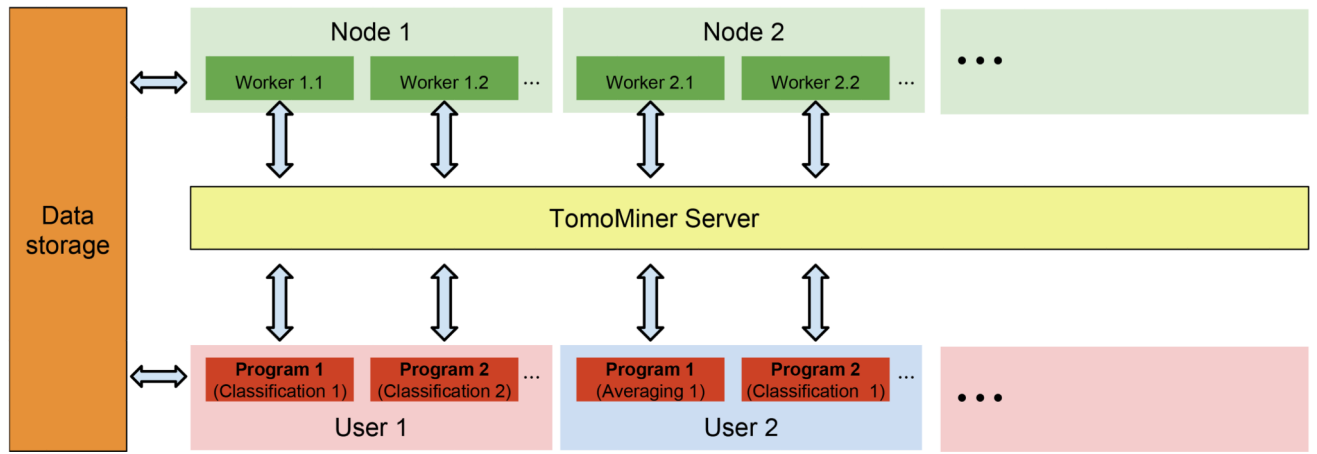 Data
storage
Node 1
Worker 1.1
Worker 1.2
...
Node 2
Worker 2.1
Worker 2.2
...
...
TomoMiner Server
Program 1
(Classification 1)
Program 2
(Classification 2)
...
User 1
Program 1
(Averaging 1)
Program 2
(Classification 1)
...
User 2
...